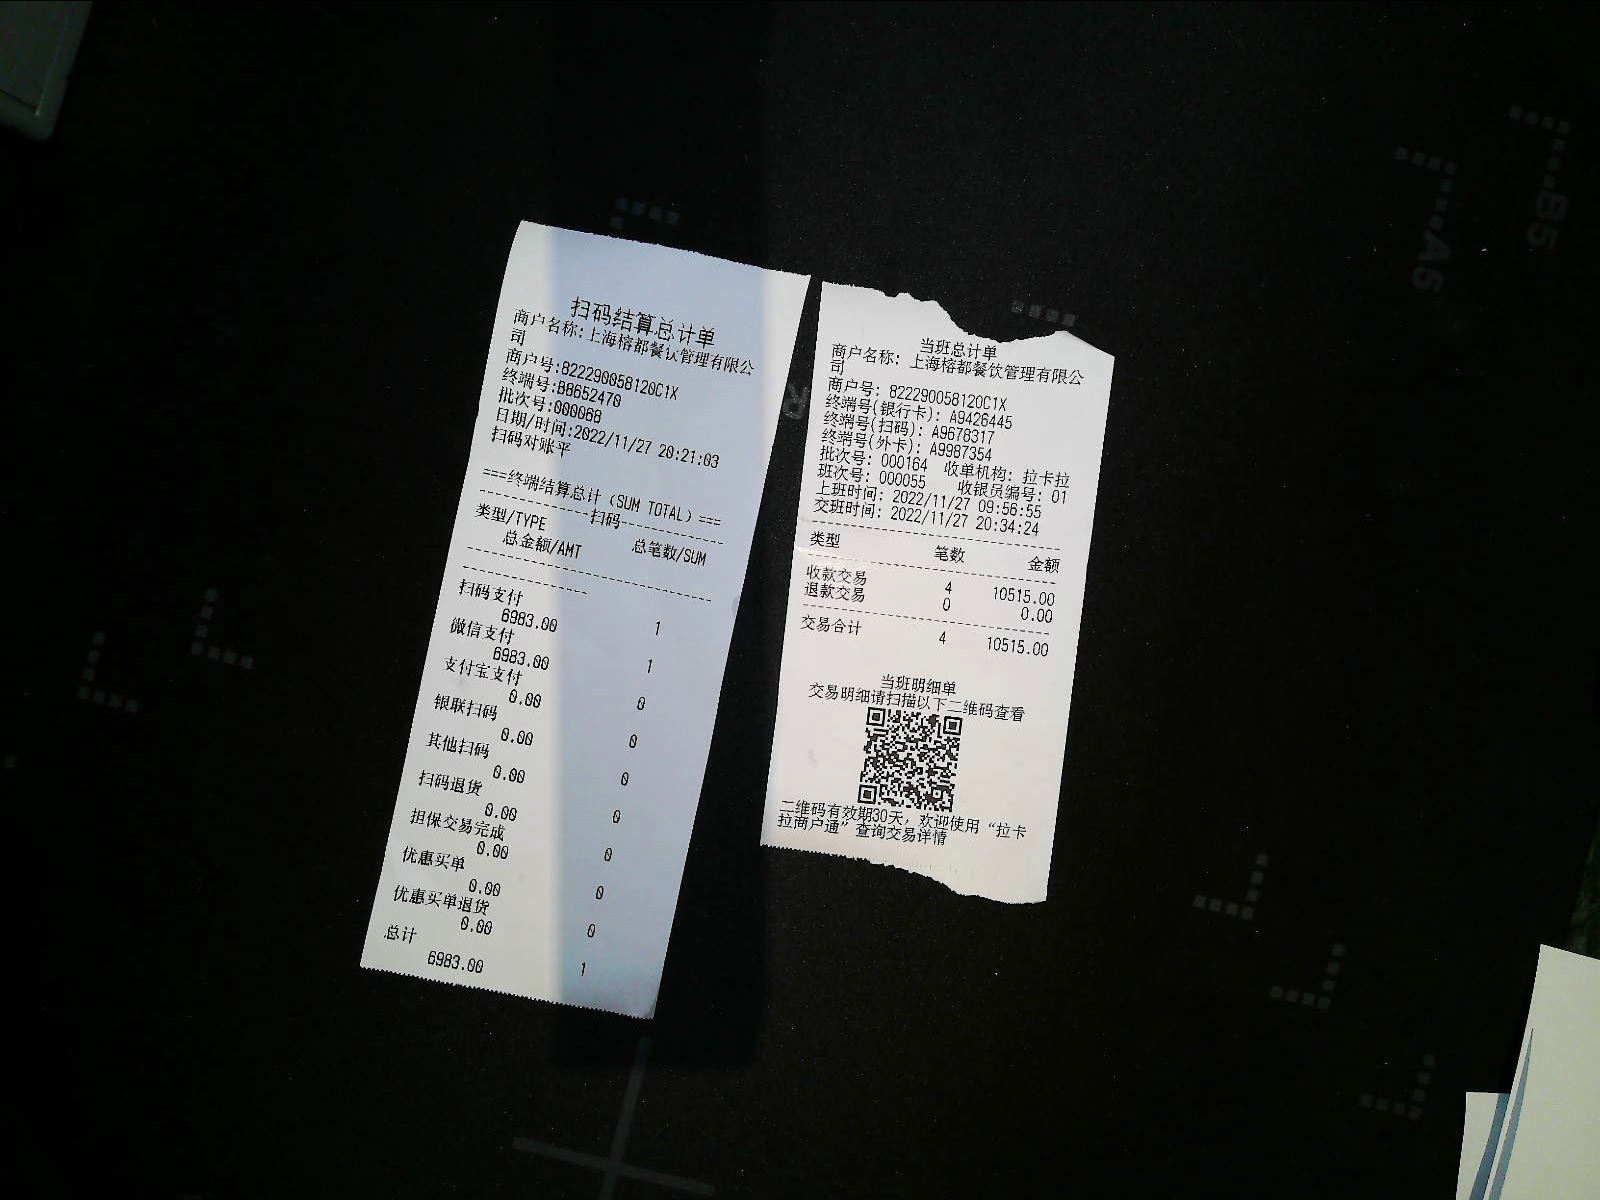 扫码结算总计单
商户名称:上海榕都餐饮管理有限公
司
商户号:822290058120C1X
终端号:B8652470
批次号:000068
日期/时间:2022/11/27 20:21:03
扫码对账平
===终端结算总计(SUM TOTAL)===
----------扫码----------
类型/TYPE 总笔数/SUM
总金额/AMT
扫码支付
6983.00 1
微信支付
6983.00 1
支付宝支付
0.00 0
银联扫码
0.00 0
其他扫码
0.00 0
扫码退货
0.00 0
担保交易完成
0.00 0
优惠买单
0.00 0
优惠买单退货
0.00 0
总计
6983.00 1
当班总计单
商户名称: 上海榕都餐饮管理有限公
司
商户号: 822290058120C1X
终端号(银行卡): A9426445
终端号(扫码): A9678317
终端号(外卡): A9987354
批次号: 000164 收单机构: 拉卡拉
班次号: 000055 收银员编号: 01
上班时间: 2022/11/27 09:56:55
交班时间: 2022/11/27 20:34:24
类型 笔数 金额
收款交易 4 10515.00
退款交易 0 0.00
交易合计 4 10515.00
当班明细单
交易明细请扫描以下二维码查看
二维码有效期30天，欢迎使用“拉卡
拉商户通”查询交易详情
B5
A5